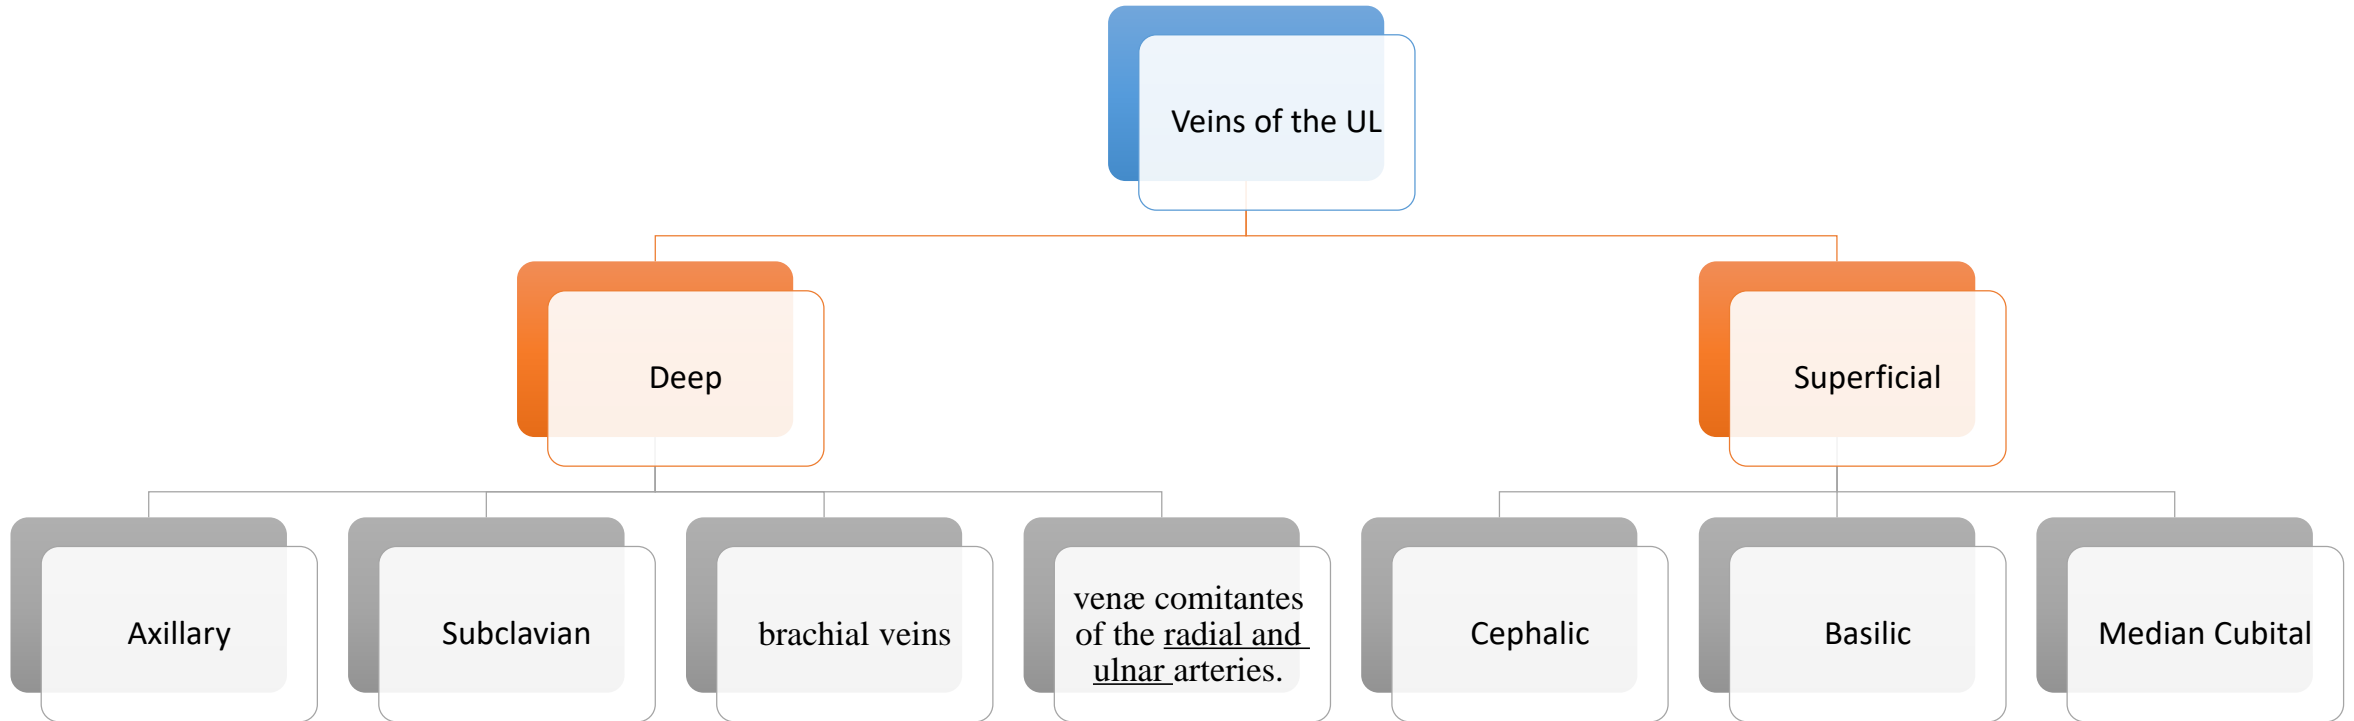 Veins of the UL
Deep
Superficial
Axillary
Subclavian
brachial veins
venæ comitantes
of the radial and
ulnar arteries.
Cephalic
Basilic
Median Cubital